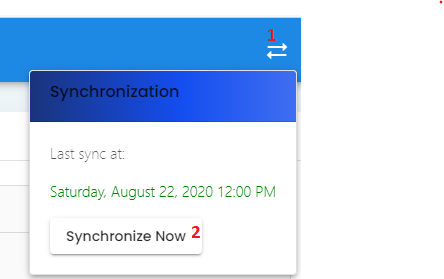 1
Synchronization
Last sync at:
Saturday, August 22, 2020 12:00 PM
Synchronize Now 2